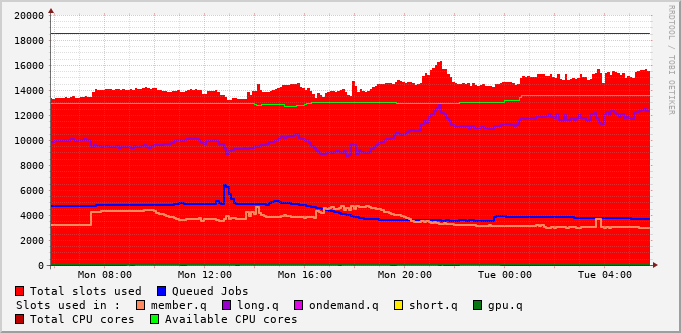 20000
18000
16000
14000
12000
10000
8000
6000
4000
2000
0
Mon 08:00 Mon 12:00 Mon 16:00 Mon 20:00 Tue 00:00 Tue 04:00
RRDTOOL / TOBI OETIKER
Total slots used Queued Jobs
Slots used in : member.q long.q ondemand.q short.q gpu.q
Total CPU cores Available CPU cores